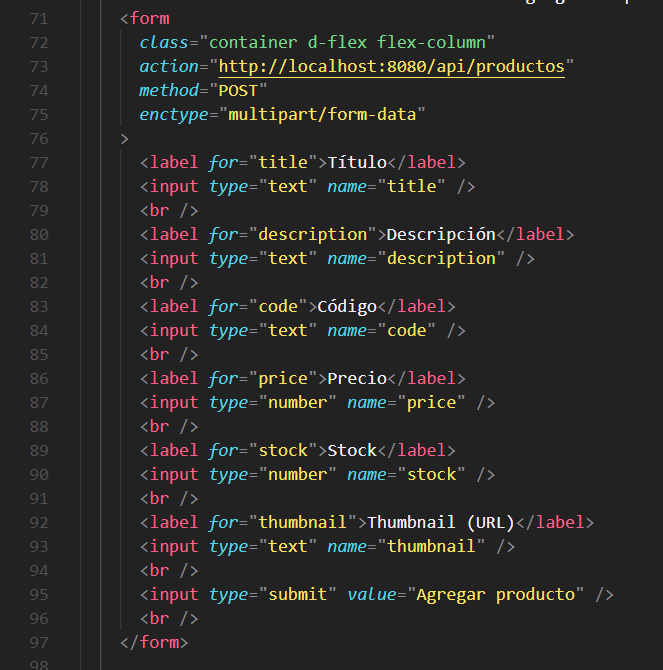 71 <form
72 class="container d-flex flex-column"
73 action="http://localhost:8080/api/productos"
74 method="POST"
75 enctype="multipart/form-data"
76 >
77 <label for="title">Título</label>
78 <input type="text" name="title" />
79 <br />
80 <label for="description">Descripción</label>
81 <input type="text" name="description" />
82 <br />
83 <label for="code">Código</label>
84 <input type="text" name="code" />
85 <br />
86 <label for="price">Precio</label>
87 <input type="number" name="price" />
88 <br />
89 <label for="stock">Stock</label>
90 <input type="number" name="stock" />
91 <br />
92 <label for="thumbnail">Thumbnail (URL)</label>
93 <input type="text" name="thumbnail" />
94 <br />
95 <input type="submit" value="Agregar producto" />
96 <br />
97 </form>
98